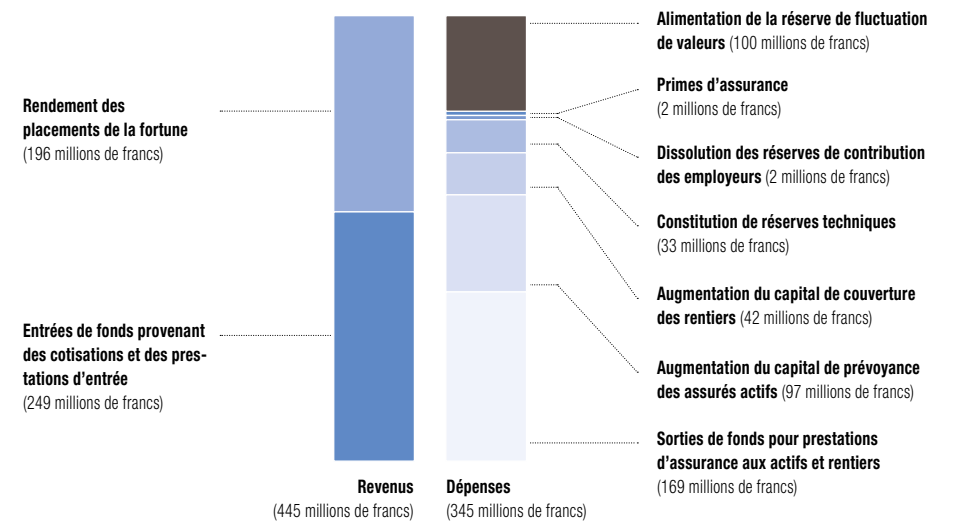 Rendement des
placements de la fortune
(196 millions de francs)
Entrées de fonds provenant
des cotisations et des pres-
tations d'entrée
(249 millions de francs)
Revenus
(445 millions de francs)
Dépenses
(345 millions de francs)
Alimentation de la réserve de fluctuation
de valeurs (100 millions de francs)
Primes d'assurance
(2 millions de francs)
Dissolution des réserves de contribution
des employeurs (2 millions de francs)
Constitution de réserves techniques
(33 millions de francs)
Augmentation du capital de couverture
des rentiers (42 millions de francs)
Augmentation du capital de prévoyance
des assurés actifs (97 millions de francs)
Sorties de fonds pour prestations
d'assurance aux actifs et rentiers
(169 millions de francs)